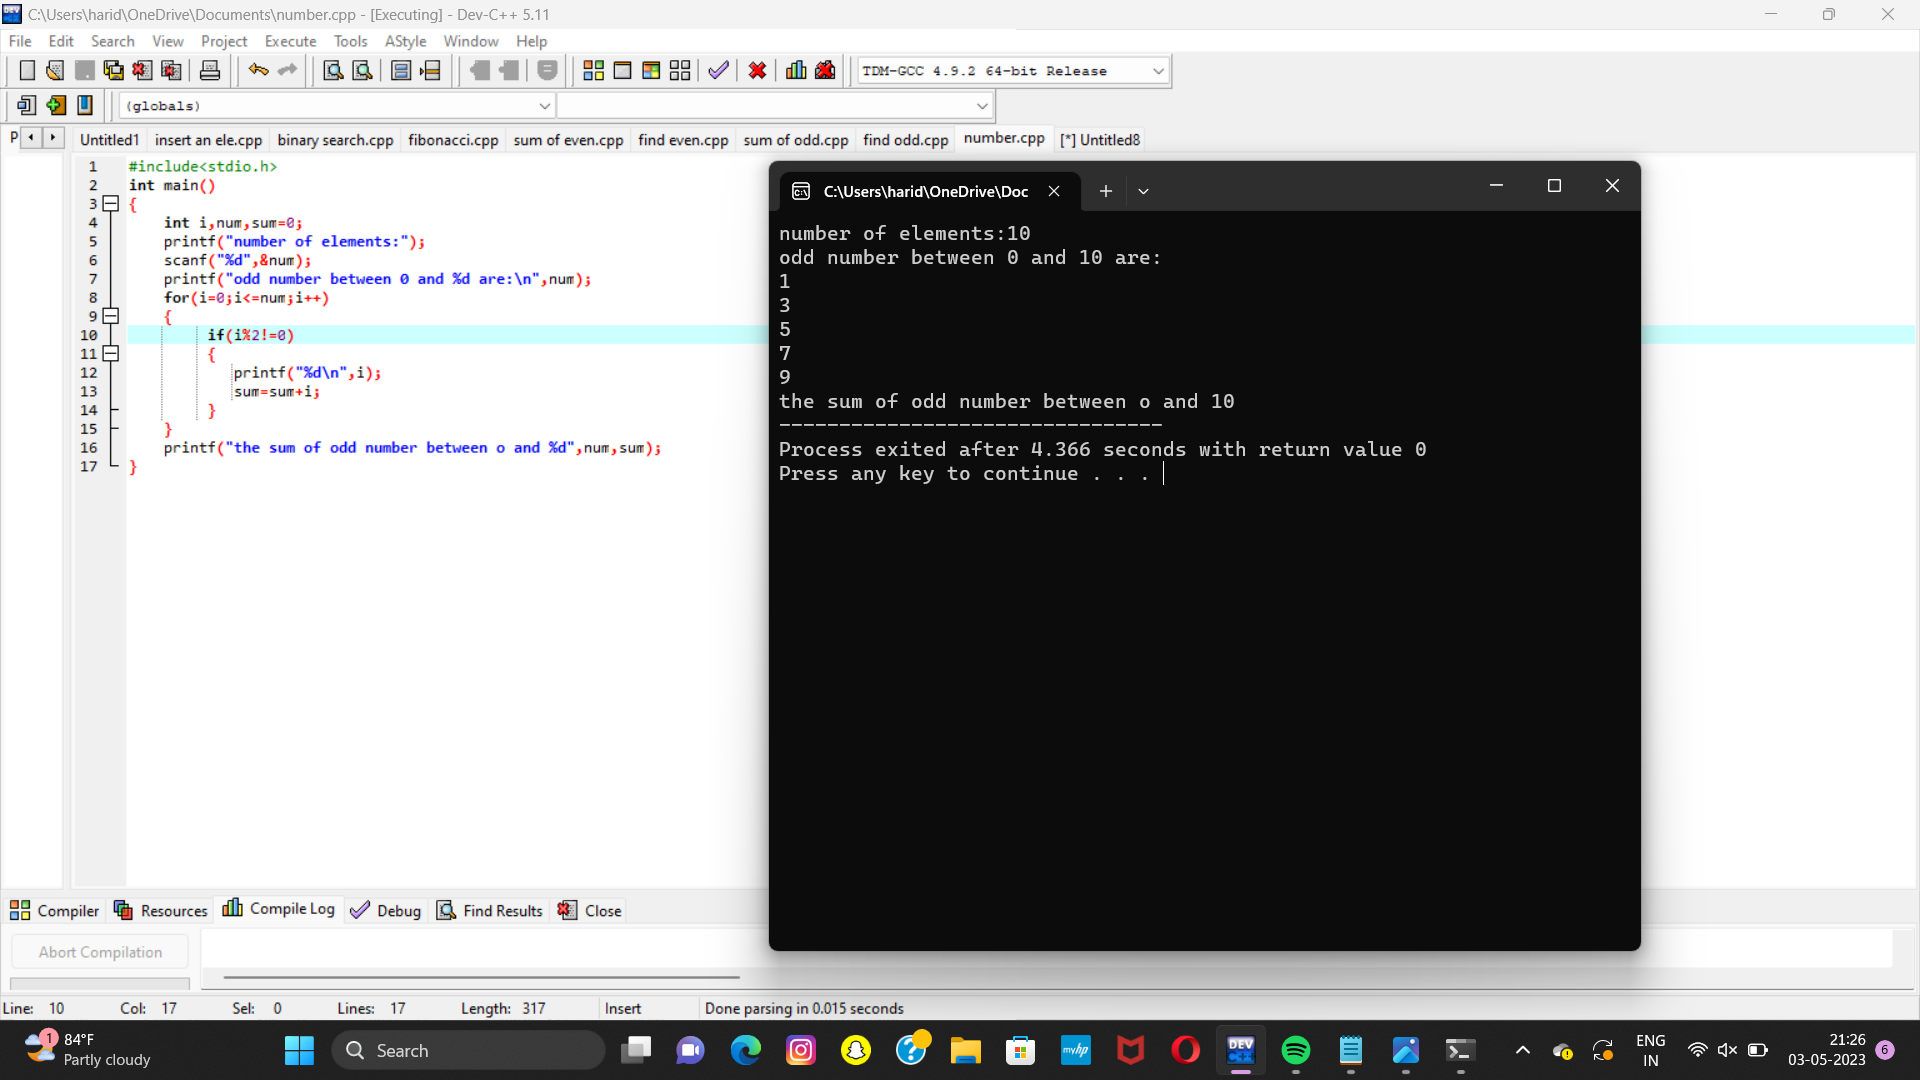 C:\Users\harid\OneDrive\Documents\number.cpp - [Executing] - Dev-C++ 5.11
File Edit Search View Project Execute Tools AStyle Window Help
TDM-GCC 4.9.2 64-bit Release
(globals)
P Untitled1 insert an ele.cpp binary search.cpp fibonacci.cpp sum of even.cpp find even.cpp sum of odd.cpp find odd.cpp number.cpp [*] Untitled8
1 #include<stdio.h>
2 int main()
3 {
4 int i,num,sum=0;
5 printf("number of elements:");
6 scanf("%d",&num);
7 printf("odd number between 0 and %d are:\n",num);
8 for(i=0;i<=num;i++)
9 {
10 if(i%2!=0)
11 {
12 printf("%d\n",i);
13 sum=sum+i;
14 }
15 }
16 printf("the sum of odd number between o and %d",num,sum);
17 }
C:\Users\harid\OneDrive\Doc
number of elements:10
odd number between 0 and 10 are:
1
3
5
7
9
the sum of odd number between o and 10
--------------------------------
Process exited after 4.366 seconds with return value 0
Press any key to continue . . .
Compiler Resources Compile Log Debug Find Results Close
Abort Compilation
Line: 10 Col: 17 Sel: 0 Lines: 17 Length: 317 Insert Done parsing in 0.015 seconds
1
84°F
Partly cloudy
Search
myhp
DEV
C++
ENG
IN
21:26
03-05-2023
6